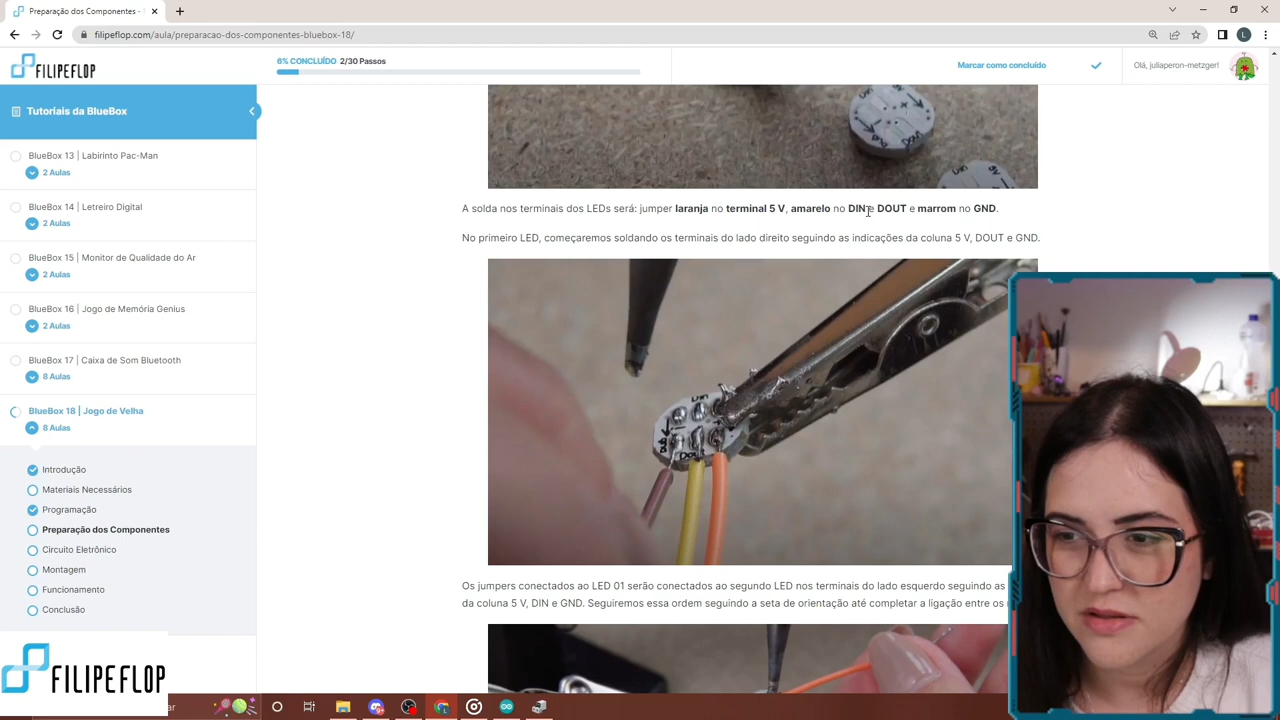 Preparação dos Componentes -
filipeflop.com/aula/preparacao-dos-componentes-bluebox-18/
L
FILIPEFLOP
6% CONCLUÍDO 2/30 Passos
Marcar como concluído
Olá, juliaperon-metzger!
Tutoriais da BlueBox
BlueBox 13 | Labirinto Pac-Man
2 Aulas
BlueBox 14 | Letreiro Digital
2 Aulas
BlueBox 15 | Monitor de Qualidade do Ar
2 Aulas
BlueBox 16 | Jogo de Memória Genius
2 Aulas
BlueBox 17 | Caixa de Som Bluetooth
8 Aulas
BlueBox 18 | Jogo de Velha
8 Aulas
Introdução
Materiais Necessários
Programação
Preparação dos Componentes
Circuito Eletrônico
Montagem
Funcionamento
Conclusão
A solda nos terminais dos LEDs será: jumper laranja no terminal 5 V, amarelo no DIN e DOUT e marrom no GND.
No primeiro LED, começaremos soldando os terminais do lado direito seguindo as indicações da coluna 5 V, DOUT e GND.
Os jumpers conectados ao LED 01 serão conectados ao segundo LED nos terminais do lado esquerdo seguindo as
da coluna 5 V, DIN e GND. Seguiremos essa ordem seguindo a seta de orientação até completar a ligação entre os
FILIPEFLOP
ar